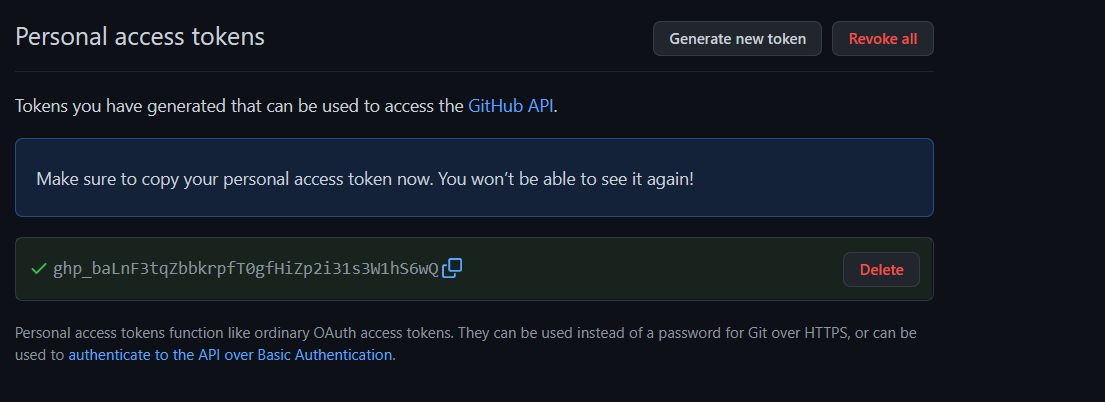 Personal access tokens
Generate new token
Revoke all
Tokens you have generated that can be used to access the GitHub API.
Make sure to copy your personal access token now. You won't be able to see it again!
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
Delete
Personal access tokens function like ordinary OAuth access tokens. They can be used instead of a password for Git over HTTPS, or can be
used to authenticate to the API over Basic Authentication.